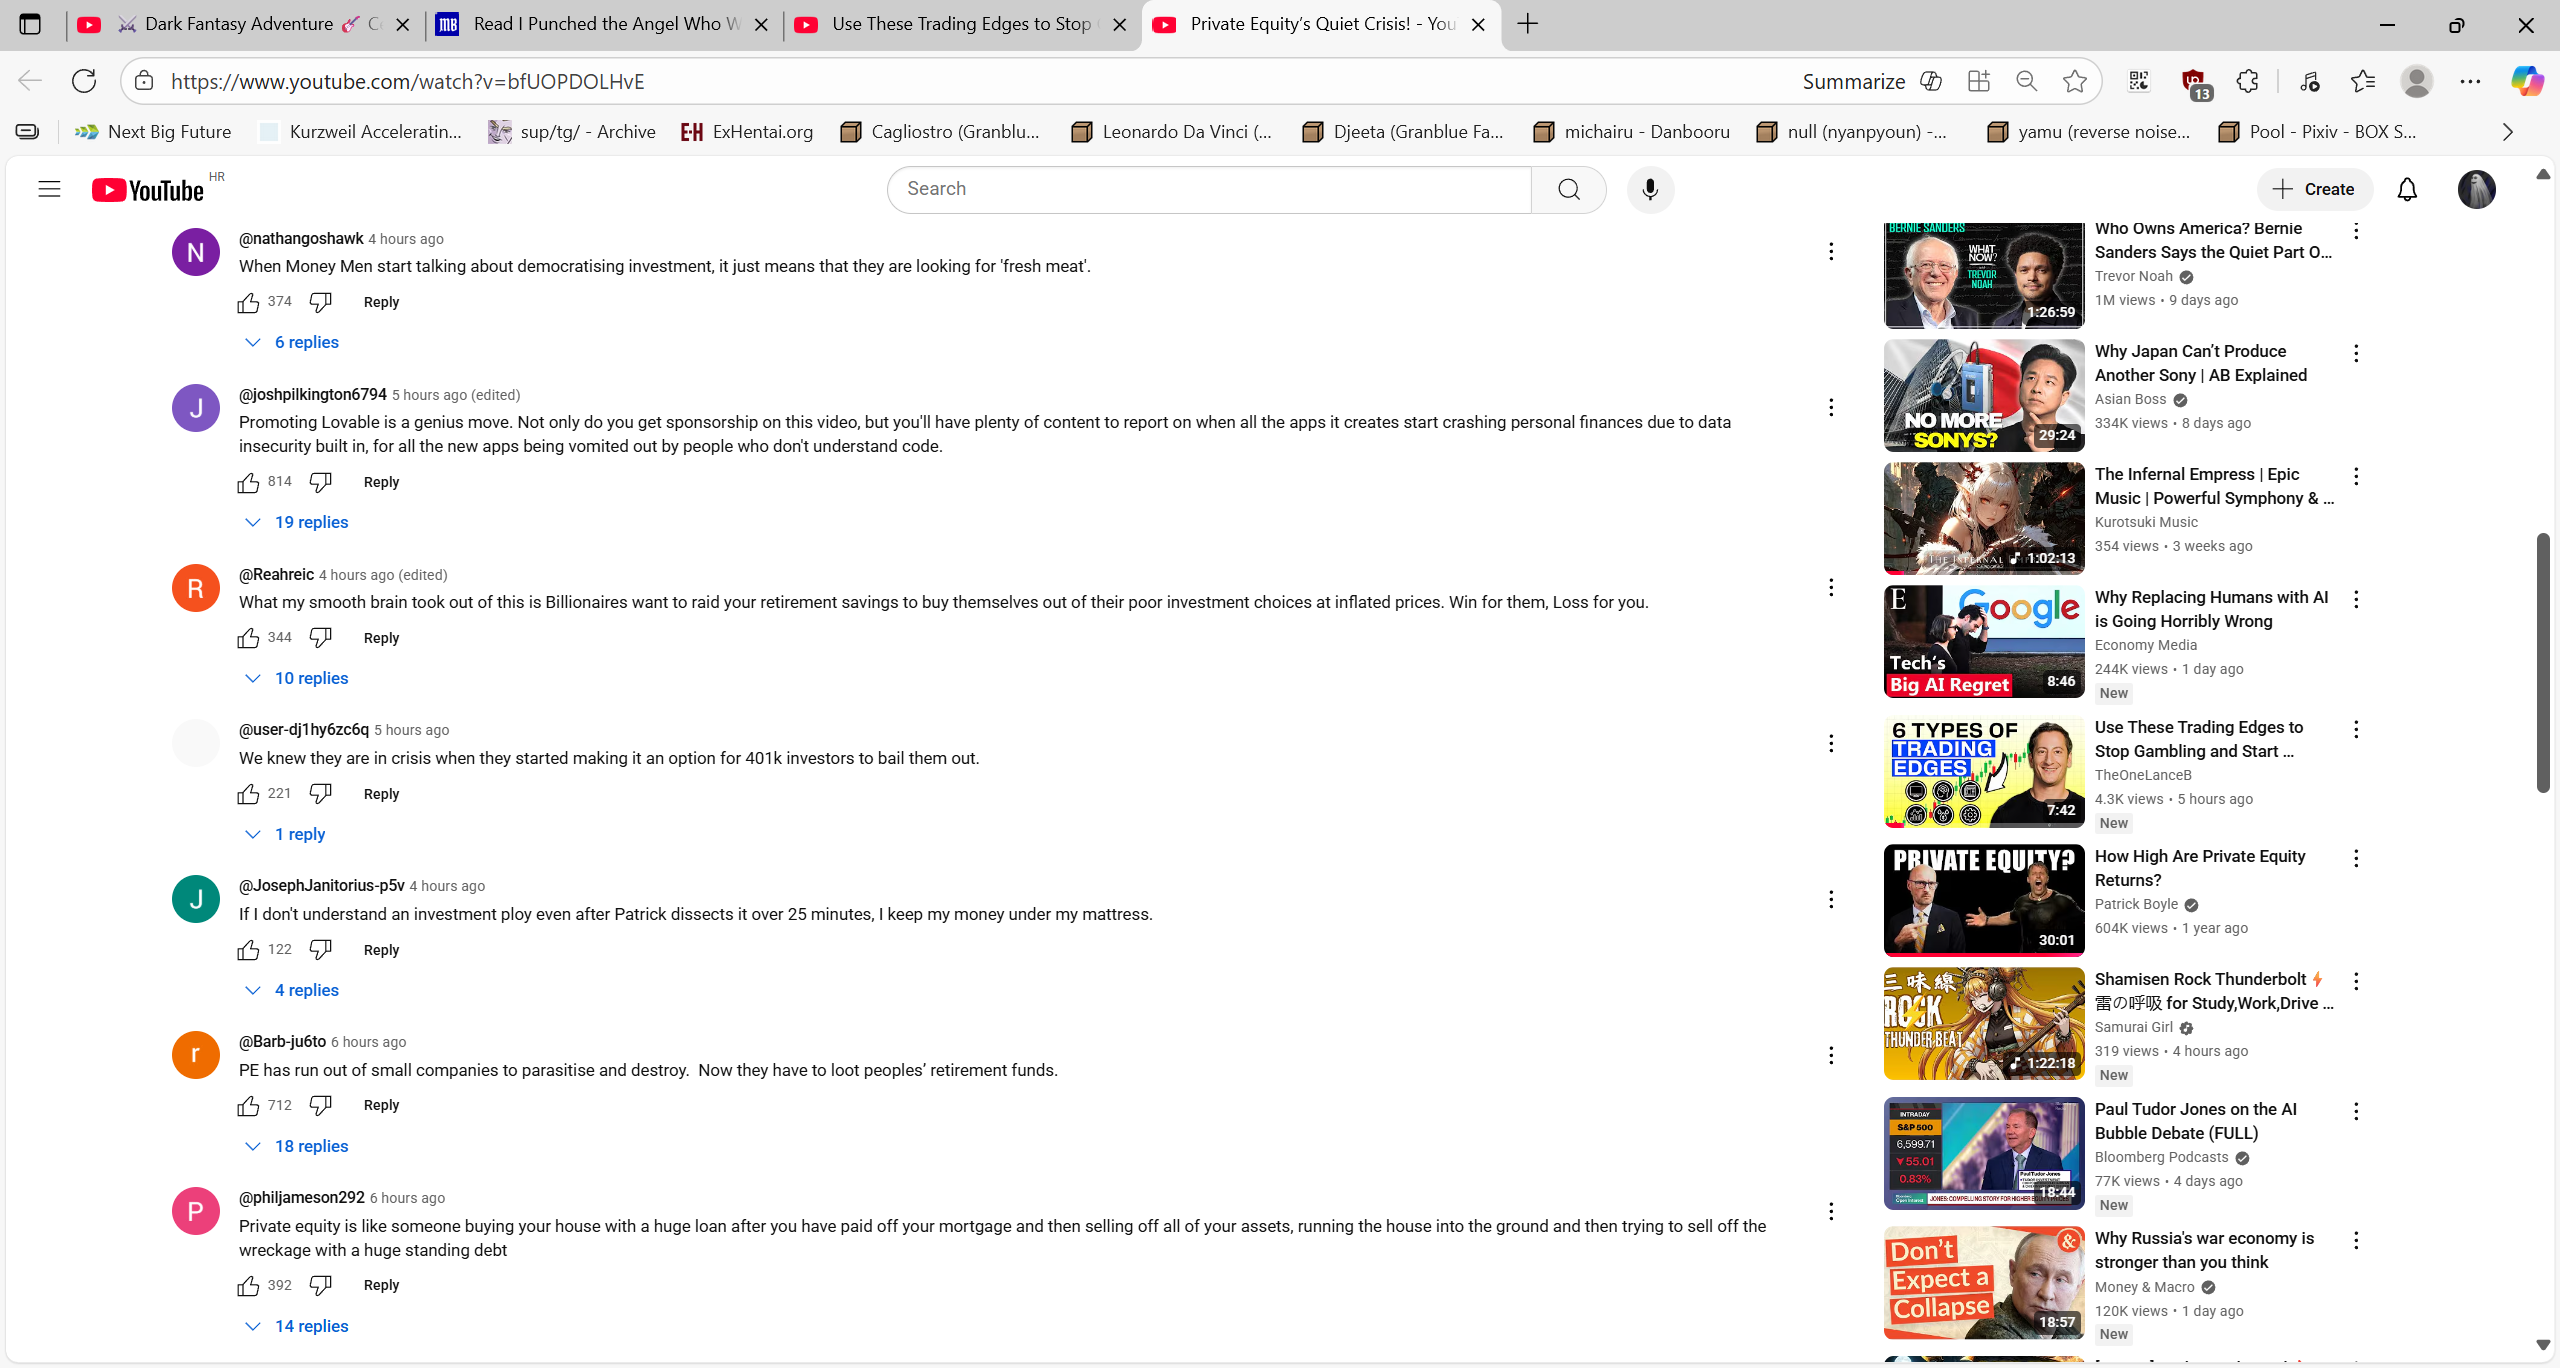 Dark Fantasy Adventure
Read I Punched the Angel Who W
Use These Trading Edges to Stop
Private Equity’s Quiet Crisis! - You
https://www.youtube.com/watch?v=bfUOPDOLHvE
Summarize
13
Next Big Future
Kurzweil Acceleratin...
sup/tg/ - Archive
EH ExHentai.org
Cagliostro (Granblu...
Leonardo Da Vinci (...
Djeeta (Granblue Fa...
michairu - Danbooru
null (nyanpyoun) -...
yamu (reverse noise...
Pool - Pixiv - BOX S...
YouTube HR
Search
Create
@nathangoshawk 4 hours ago
When Money Men start talking about democratising investment, it just means that they are looking for 'fresh meat'.
374 Reply
6 replies
@joshpilkington6794 5 hours ago (edited)
Promoting Lovable is a genius move. Not only do you get sponsorship on this video, but you'll have plenty of content to report on when all the apps it creates start crashing personal finances due to data
insecurity built in, for all the new apps being vomited out by people who don't understand code.
814 Reply
19 replies
@Reahreic 4 hours ago (edited)
What my smooth brain took out of this is Billionaires want to raid your retirement savings to buy themselves out of their poor investment choices at inflated prices. Win for them, Loss for you.
344 Reply
10 replies
@user-dj1hy6zc6q 5 hours ago
We knew they are in crisis when they started making it an option for 401k investors to bail them out.
221 Reply
1 reply
@JosephJanitorius-p5v 4 hours ago
If I don't understand an investment ploy even after Patrick dissects it over 25 minutes, I keep my money under my mattress.
122 Reply
4 replies
@Barb-ju6to 6 hours ago
PE has run out of small companies to parasitise and destroy.  Now they have to loot peoples’ retirement funds.
712 Reply
18 replies
@philjameson292 6 hours ago
Private equity is like someone buying your house with a huge loan after you have paid off your mortgage and then selling off all of your assets, running the house into the ground and then trying to sell off the
wreckage with a huge standing debt
392 Reply
14 replies
N
J
R
J
r
P
BERNIE SANDERS
WHAT
NOW?
TREVOR
NOAH
1:26:59
Who Owns America? Bernie
Sanders Says the Quiet Part O...
Trevor Noah
1M views • 9 days ago
NO MORE
SONYS?
29:24
Why Japan Can’t Produce
Another Sony | AB Explained
Asian Boss
334K views • 8 days ago
1:02:13
The Infernal Empress | Epic
Music | Powerful Symphony & ...
Kurotsuki Music
354 views • 3 weeks ago
E Google
Tech’s
Big AI Regret
8:46
Why Replacing Humans with AI
is Going Horribly Wrong
Economy Media
244K views • 1 day ago
New
6 TYPES OF
TRADING
EDGES
7:42
Use These Trading Edges to
Stop Gambling and Start ...
TheOneLanceB
4.3K views • 5 hours ago
New
PRIVATE EQUITY?
30:01
How High Are Private Equity
Returns?
Patrick Boyle
604K views • 1 year ago
三味線
ROCK
THUNDER BEAT
1:22:18
Shamisen Rock Thunderbolt⚡
雷の呼吸 for Study,Work,Drive ...
Samurai Girl
319 views • 4 hours ago
New
INTRADAY
S&P 500
6,599.71
▼55.01
0.83%
Paul Tudor Jones
JONES: COMPELLING STORY FOR HIGHER EQUITY PRICES
18:44
Paul Tudor Jones on the AI
Bubble Debate (FULL)
Bloomberg Podcasts
77K views • 4 days ago
New
Don’t
Expect a
Collapse
&
18:57
Why Russia's war economy is
stronger than you think
Money & Macro
120K views • 1 day ago
New